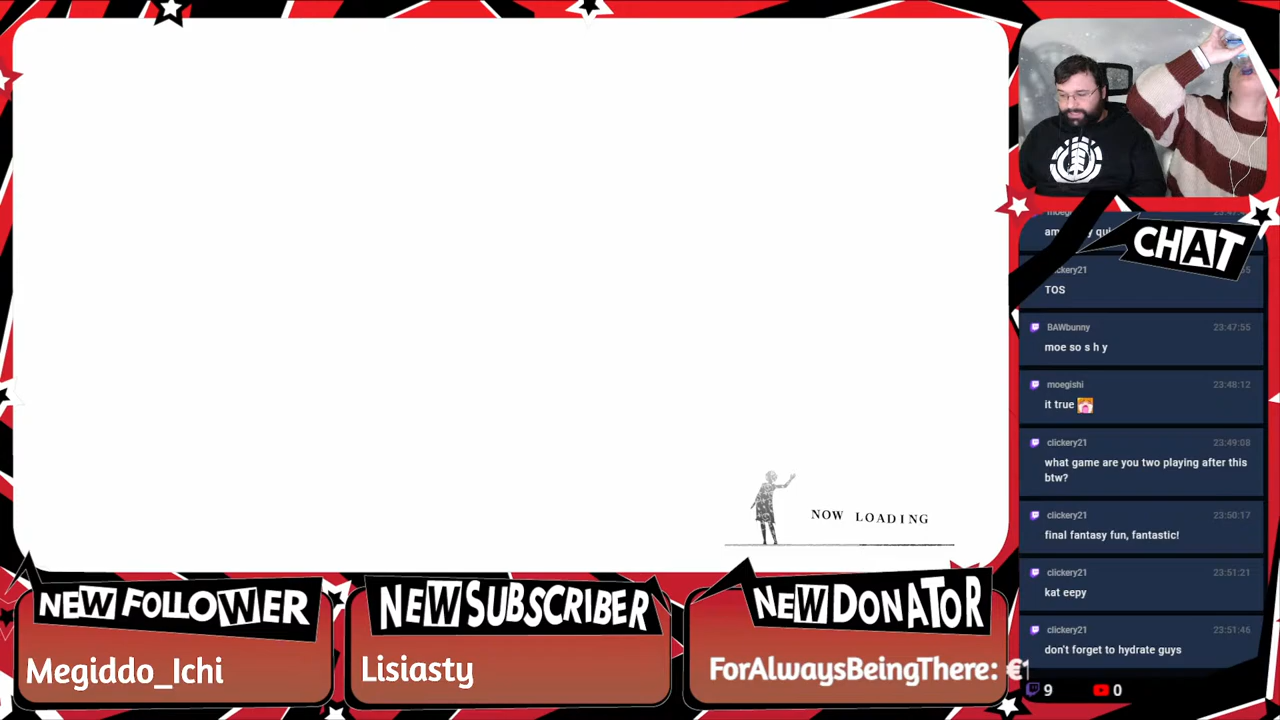 NOW LOADING
CHAT
clickery21
TOS
BAWbunny 23:47:55
moe so s h y
moegishi 23:48:12
it true
clickery21 23:49:08
what game are you two playing after this
btw?
clickery21 23:50:17
final fantasy fun, fantastic!
clickery21 23:51:21
kat eepy
clickery21 23:51:46
don't forget to hydrate guys
9 0
NEW FOLLOWER
Megiddo_Ichi
NEW SUBSCRIBER
Lisiasty
NEW DONATOR
ForAlwaysBeingThere: